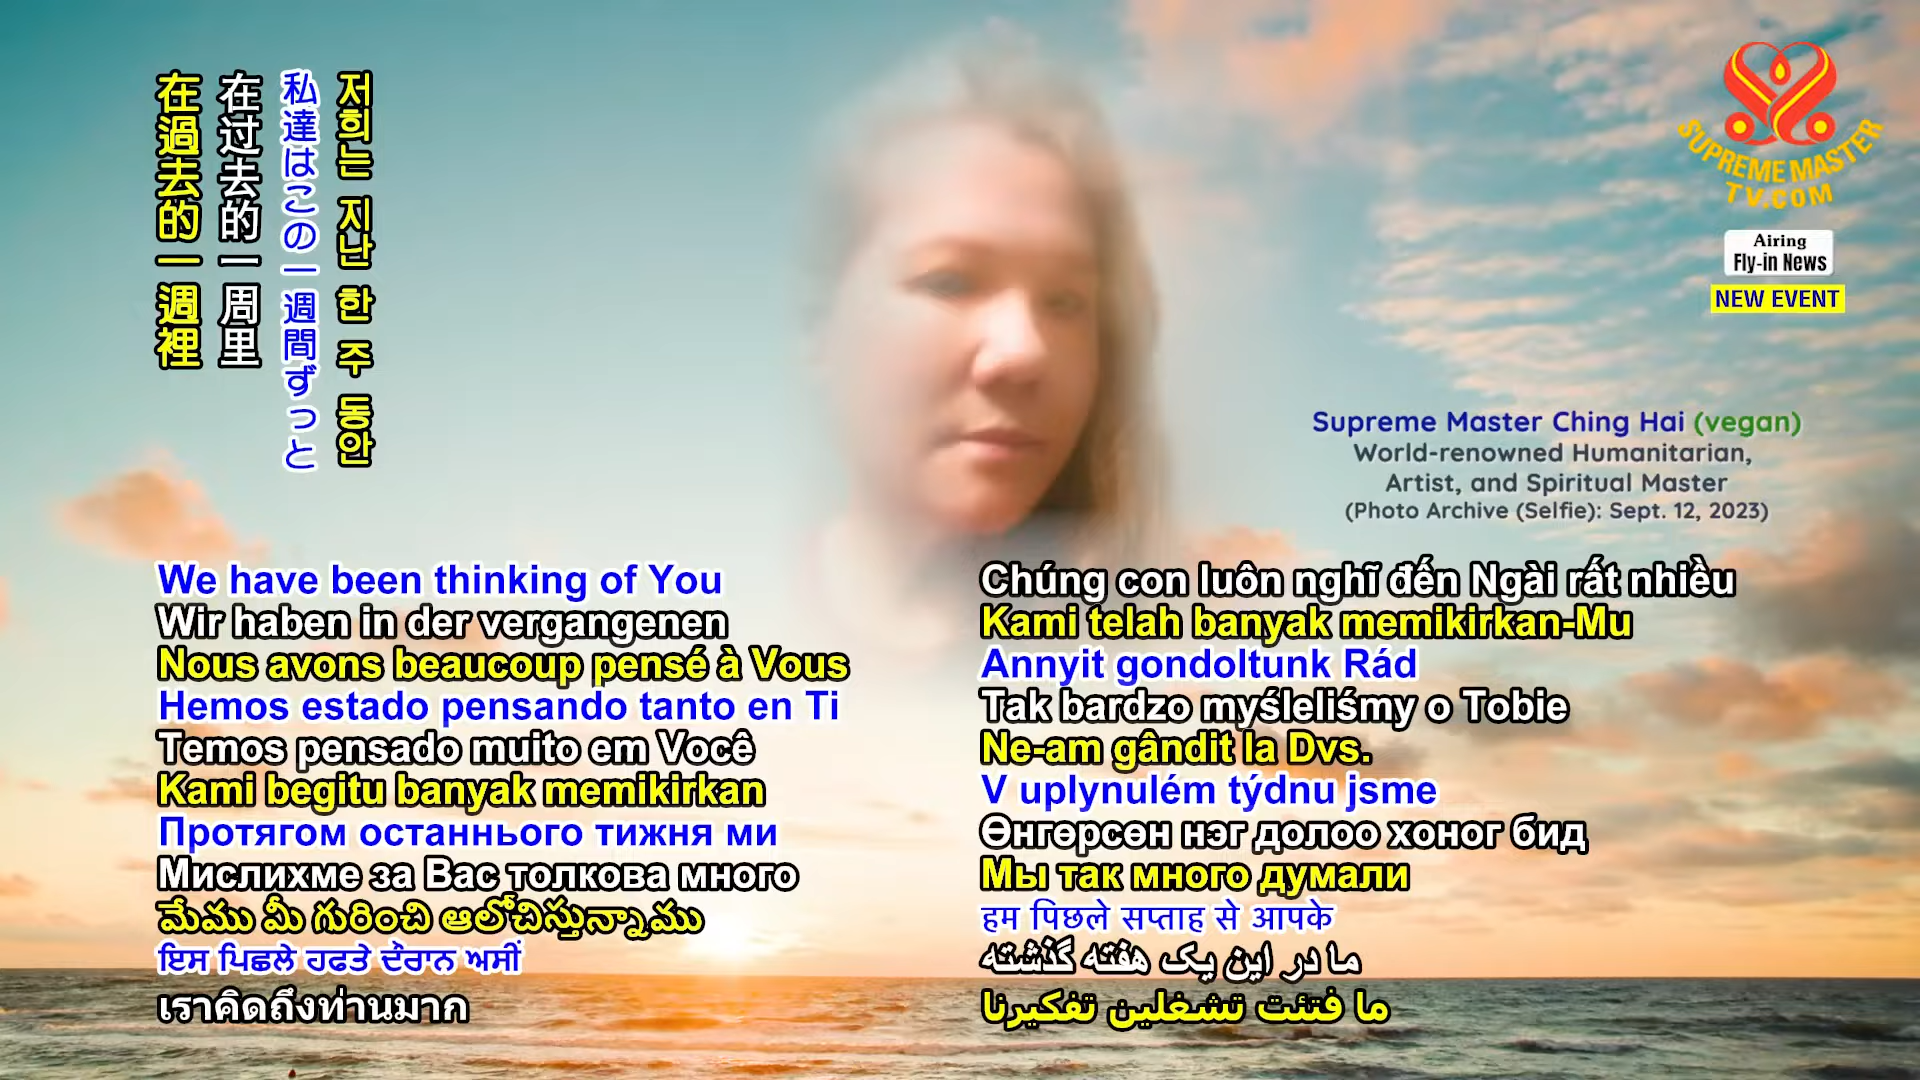 在過去的一週裡
在过去的一周里
私達はこの一週間ずっと
저희는 지난 한 주 동안
SUPREME MASTER
TV.COM
Airing
Fly-in News
NEW EVENT
Supreme Master Ching Hai (vegan)
World-renowned Humanitarian,
Artist, and Spiritual Master
(Photo Archive (Selfie): Sept. 12, 2023)
We have been thinking of You
Wir haben in der vergangenen
Nous avons beaucoup pensé à Vous
Hemos estado pensando tanto en Ti
Temos pensado muito em Você
Kami begitu banyak memikirkan
Протягом останнього тижня ми
Мислихме за Вас толкова много
మేము మీ గురించి ఆలోచిస్తున్నాము
ਇਸ ਪਿਛਲੇ ਹਫਤੇ ਦੌਰਾਨ ਅਸੀਂ
เราคิดถึงท่านมาก
Chúng con luôn nghĩ đến Ngài rất nhiều
Kami telah banyak memikirkan-Mu
Annyit gondoltunk Rád
Tak bardzo myśleliśmy o Tobie
Ne-am gândit la Dvs.
V uplynulém týdnu jsme
Өнгөрсөн нэг долоо хоног бид
Мы так много думали
हम पिछले सप्ताह से आपके
ما در این یک هفته گذشته
ما فتئت تشغلين تفكيرنا